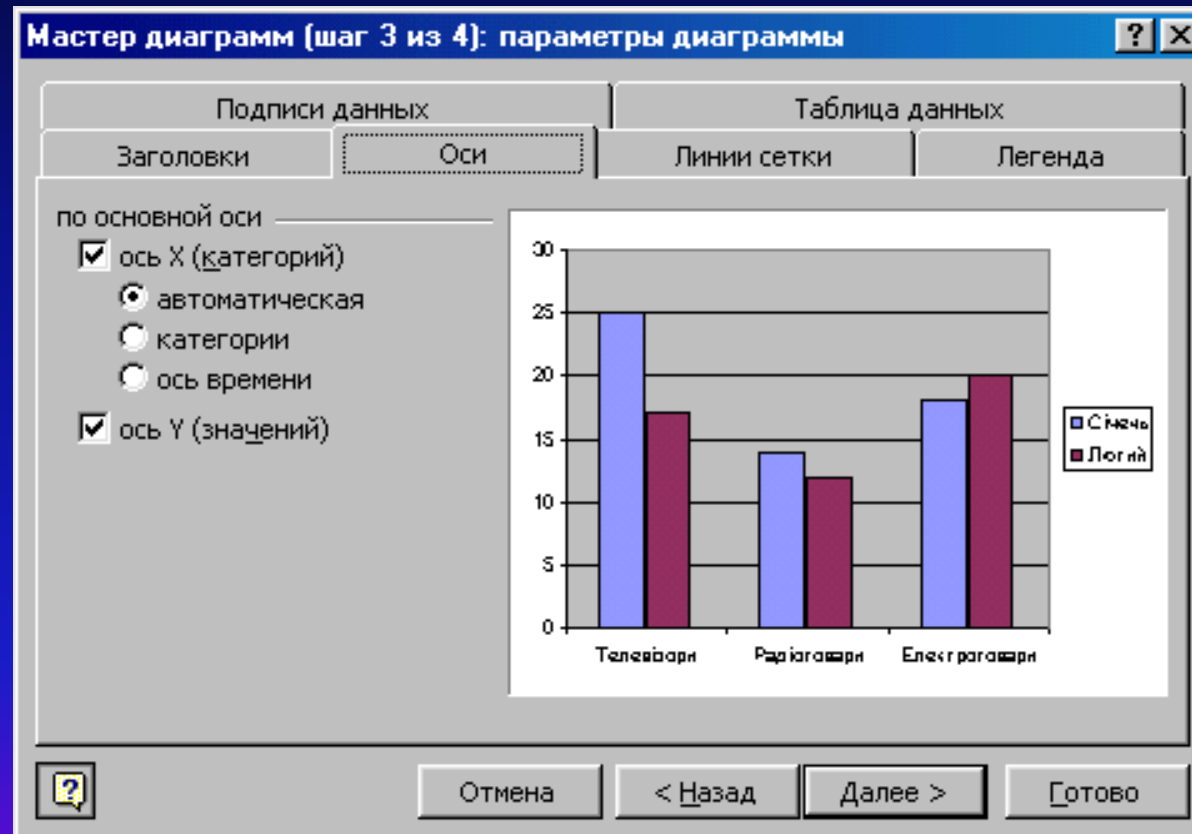 Мастер диаграмм (шаг 3 из 4): параметры диаграммы
Подписи данных
Таблица данных
Заголовки
Оси
Линии сетки
Легенда
по основной оси
ось X (категорий)
автоматическая
категории
ось времени
ось Y (значений)
30
25
20
15
10
5
0
Телевізори
Радіотовари
Електротовари
Січень
Лютий
Отмена
< Назад
Далее >
Готово